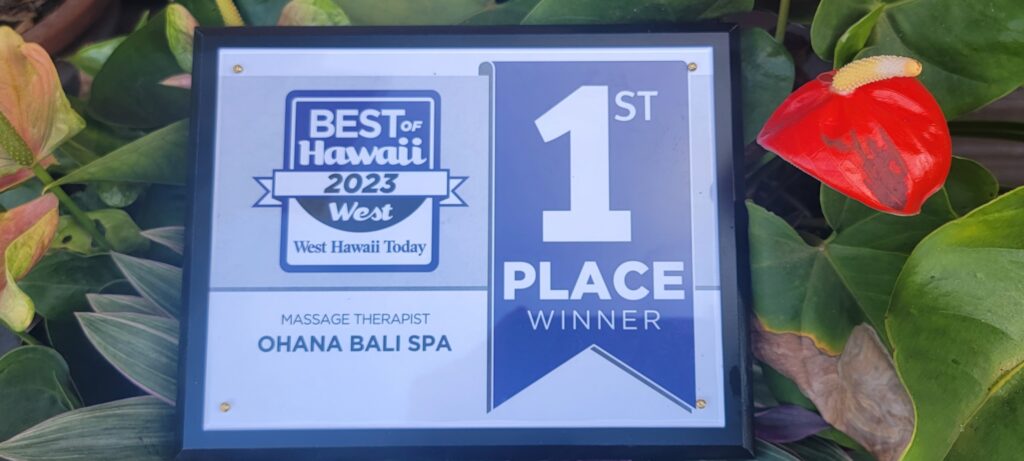 BEST OF
Hawaii
2023
West
West Hawaii Today
MASSAGE THERAPIST
OHANA BALI SPA
1ST
PLACE
WINNER